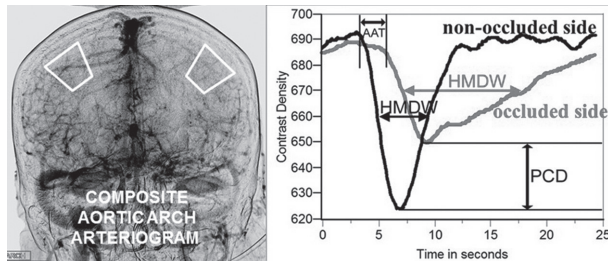 COMPOSITE
AORTIC ARCH
ARTERIOGRAM
ARCH
Contrast Density
700
690
680
670
660
650
640
630
620
AAT
non-occluded side
HMDW
HMDW
occluded side
PCD
0
5
10
15
20
25
Time in seconds